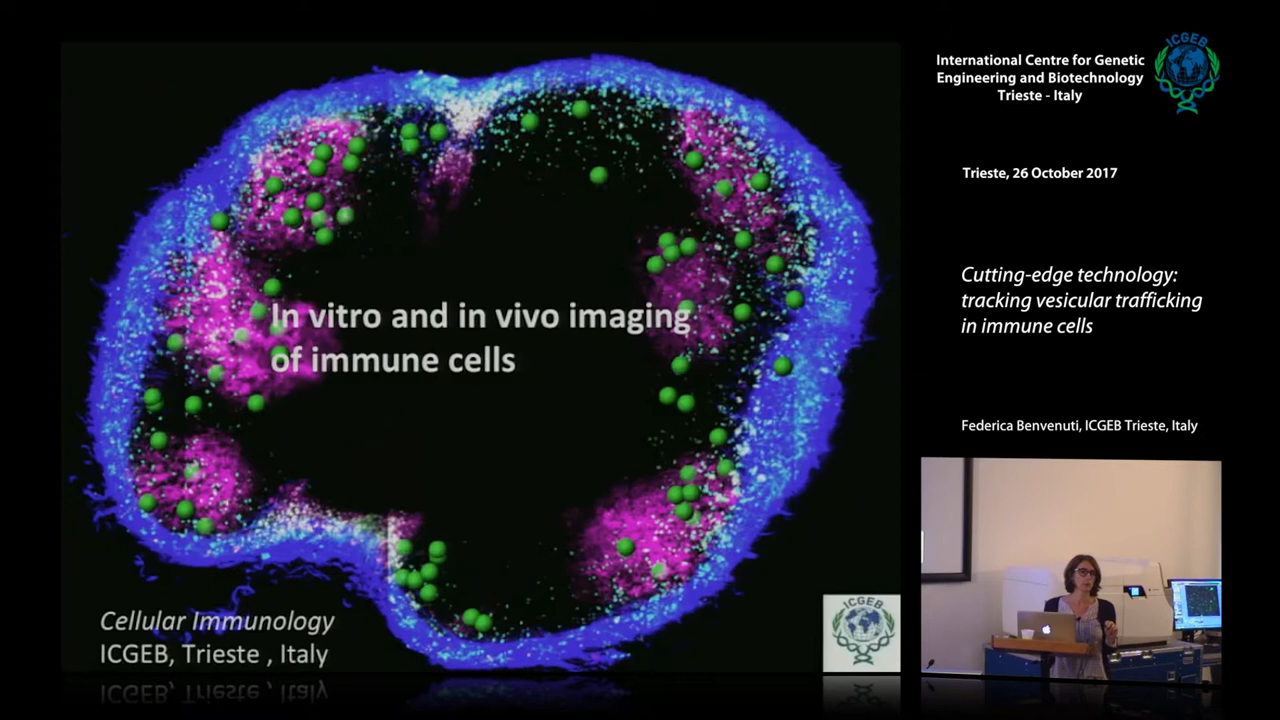 In vitro and in vivo imaging
of immune cells
Cellular Immunology
ICGEB, Trieste , Italy
ICGEB
International Centre for Genetic
Engineering and Biotechnology
Trieste - Italy
ICGEB
Trieste, 26 October 2017
Cutting-edge technology:
tracking vesicular trafficking
in immune cells
Federica Benvenuti, ICGEB Trieste, Italy